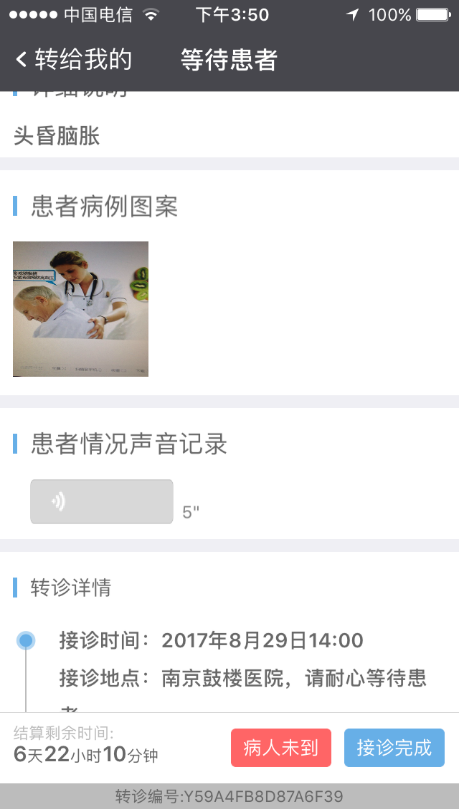 中国电信 下午3:50 100%
转给我的 等待患者
详细说明
头昏脑胀
患者病例图案
患者情况声音记录
5"
转诊详情
接诊时间：2017年8月29日14:00
接诊地点：南京鼓楼医院，请耐心等待患
结算剩余时间:
6天22小时10分钟
病人未到 接诊完成
转诊编号:Y59A4FB8D87A6F39